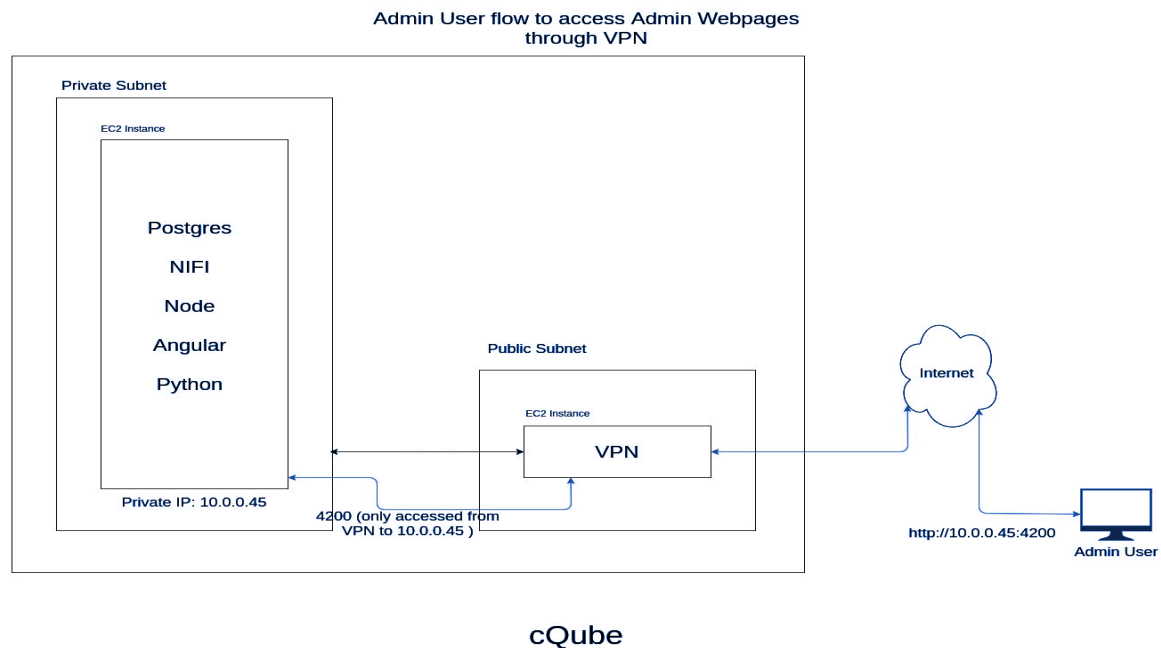 Admin User flow to access Admin Webpages
through VPN
Private Subnet
EC2 Instance
Postgres
NIFI
Node
Angular
Python
Private IP: 10.0.0.45
Public Subnet
EC2 Instance
VPN
4200 (only accessed from
VPN to 10.0.0.45 )
Internet
http://10.0.0.45:4200
Admin User
cQube